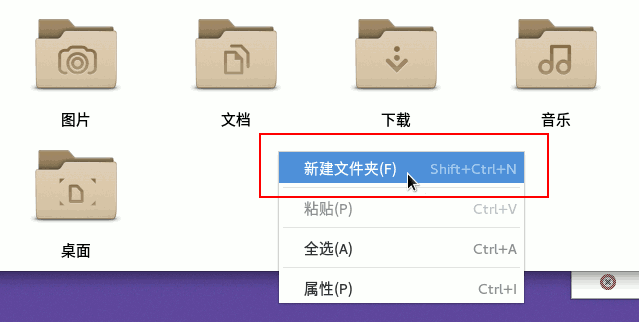 图片 文档 下载 音乐
新建文件夹(F) Shift+Ctrl+N
粘贴(P) Ctrl+V
桌面 全选(A) Ctrl+A
属性(P) Ctrl+I